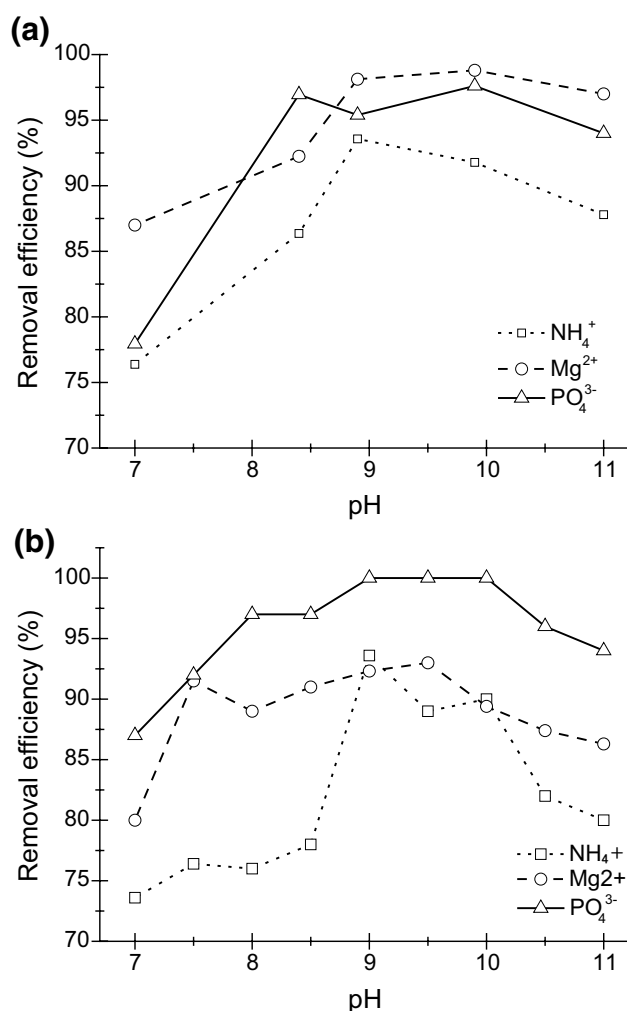 (a)
100
95
90
85
80
75
70
Removal efficiency (%)
NH₄⁺
Mg²⁺
PO₄³⁻
7 8 9 10 11
pH
(b)
100
95
90
85
80
75
70
Removal efficiency (%)
NH₄+
Mg2+
PO₄³⁻
7 8 9 10 11
pH